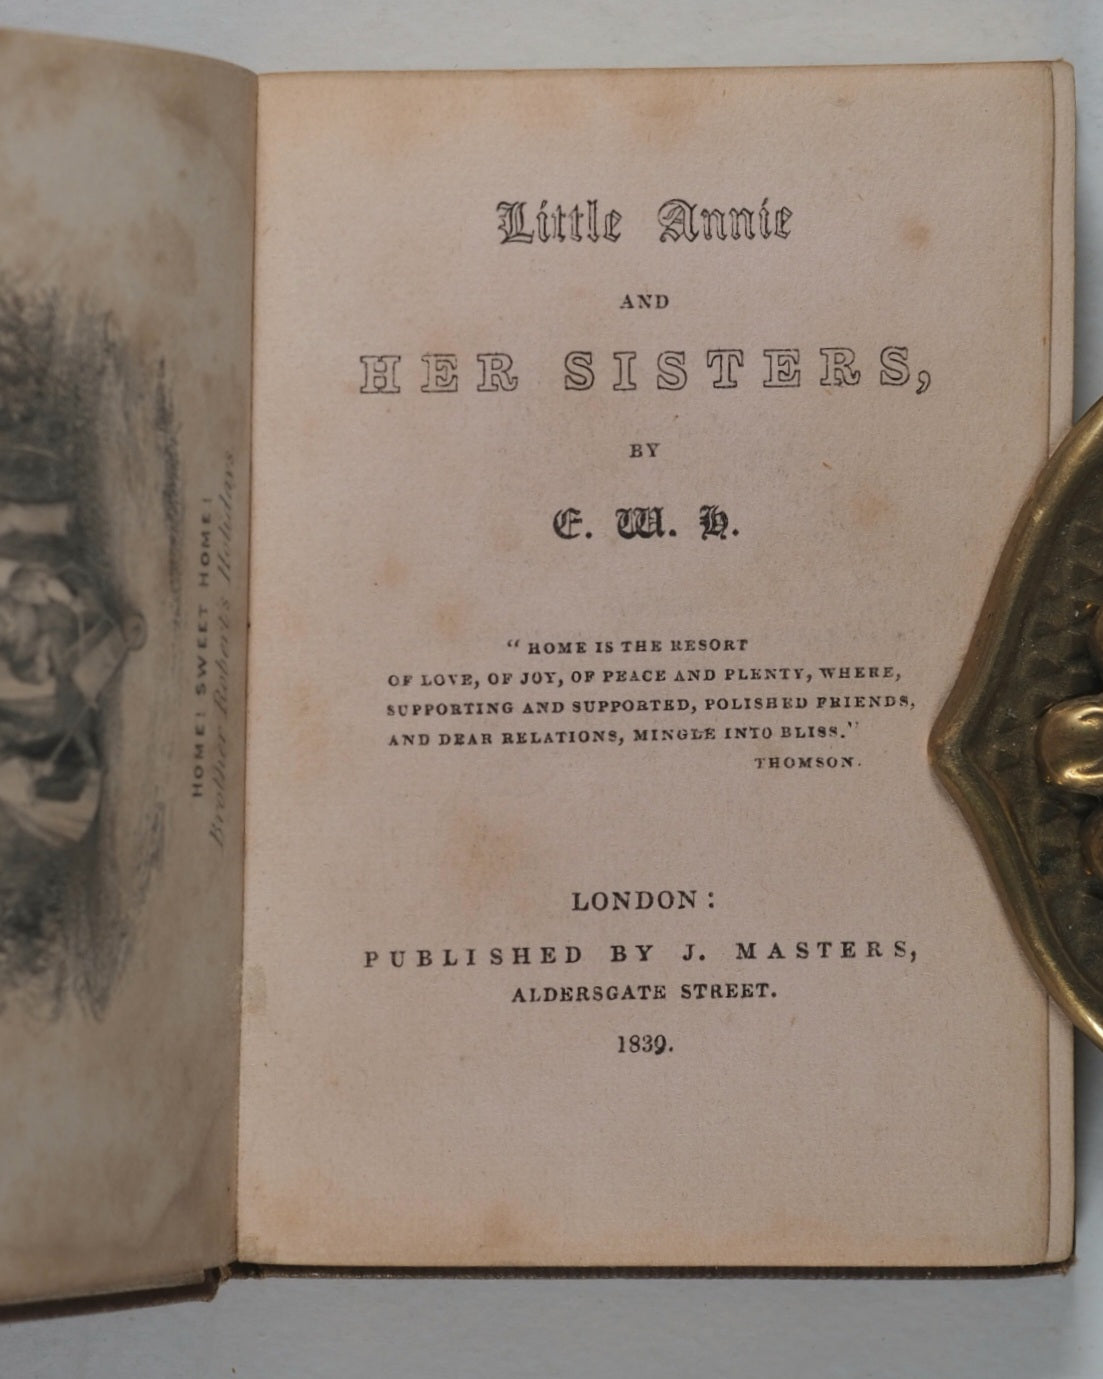 HOME! SWEET HOME!
Brother Robert's Holidays.
Little Annie
AND
HER SISTERS,
BY
E. W. H.
“HOME IS THE RESORT
OF LOVE, OF JOY, OF PEACE AND PLENTY, WHERE,
SUPPORTING AND SUPPORTED, POLISHED FRIENDS,
AND DEAR RELATIONS, MINGLE INTO BLISS.”
THOMSON.
LONDON:
PUBLISHED BY J. MASTERS,
ALDERSGATE STREET.
1839.